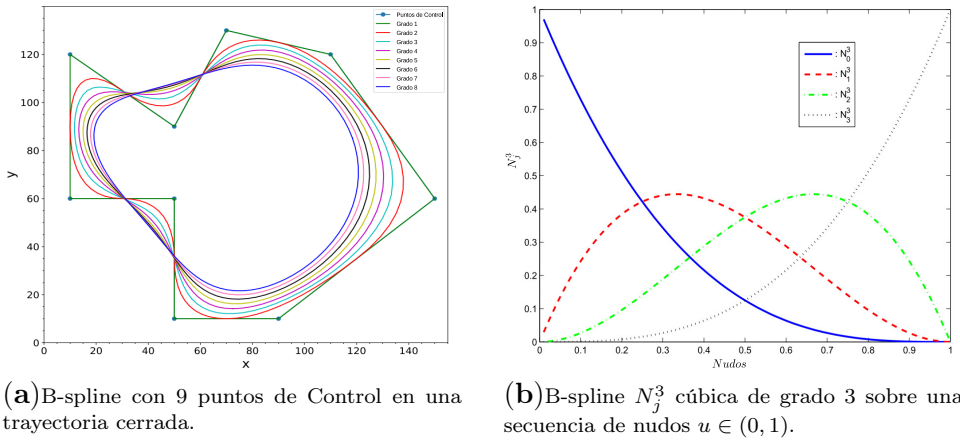 Puntos de Control
Grado 1
Grado 2
Grado 3
Grado 4
Grado 5
Grado 6
Grado 7
Grado 8
120
100
80
60
40
20
0
y
0 20 40 60 80 100 120 140
x
(a)B-spline con 9 puntos de Control en una
trayectoria cerrada.
1
0.9
0.8
0.7
0.6
0.5
0.4
0.3
0.2
0.1
0
N_j^3
: N_0^3
: N_1^3
: N_2^3
: N_3^3
0 0.1 0.2 0.3 0.4 0.5 0.6 0.7 0.8 0.9 1
Nudos
(b)B-spline N_j^3 cúbica de grado 3 sobre una
secuencia de nudos u ∈ (0, 1).